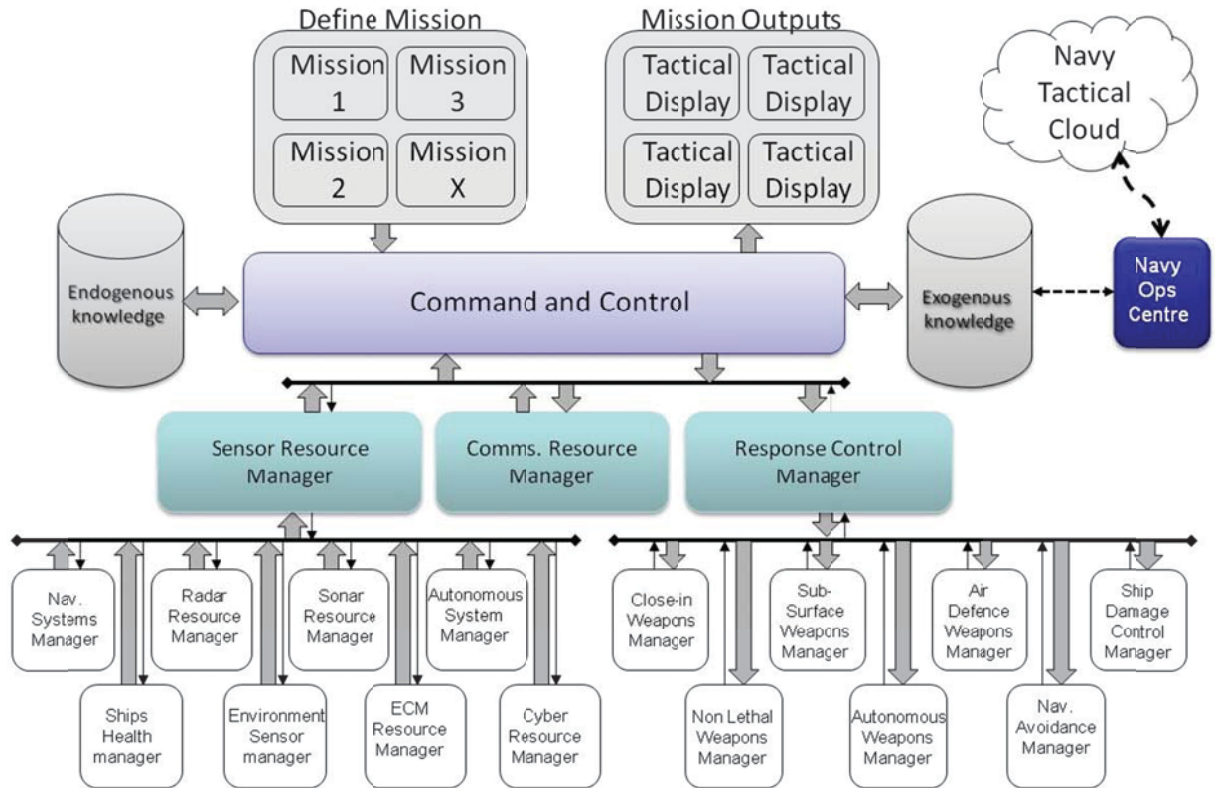 Define Mission
Mission
1
Mission
3
Mission
2
Mission
X
Mission Outputs
Tactical
Display
Tactical
Display
Tactical
Display
Tactical
Display
Navy
Tactical
Cloud
Endogenous
knowledge
Command and Control
Exogenous
knowledge
Navy
Ops
Centre
Sensor Resource
Manager
Comms. Resource
Manager
Response Control
Manager
Nav.
Systems
Manager
Radar
Resource
Manager
Sonar
Resource
Manager
Autonomous
System
Manager
Close-in
Weapons
Manager
Sub-
Surface
Weapons
Manager
Air
Defence
Weapons
Manager
Ship
Damage
Control
Manager
Ships
Health
manager
Environment
Sensor
manager
ECM
Resource
Manager
Cyber
Resource
Manager
Non Lethal
Weapons
Manager
Autonomous
Weapons
Manager
Nav.
Avoidance
Manager